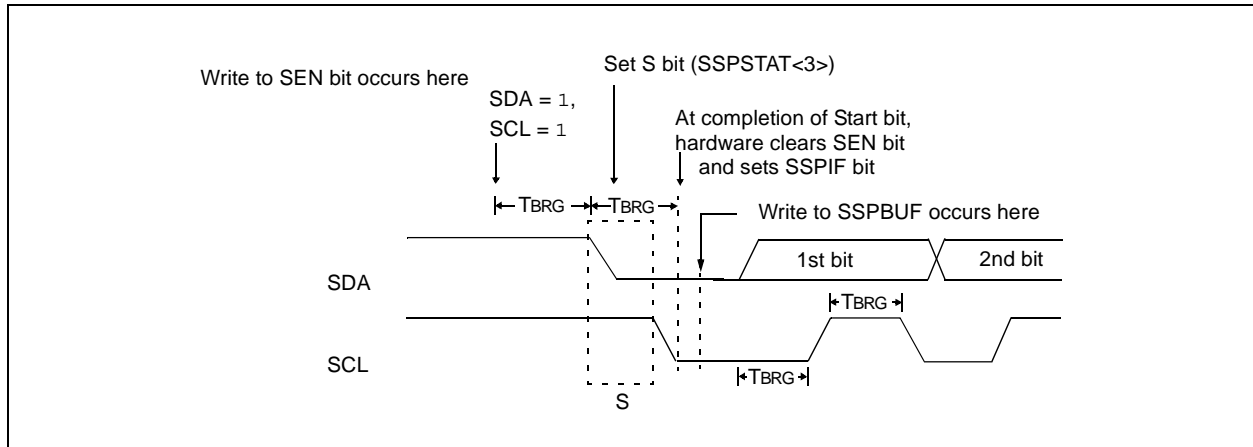 Write to SEN bit occurs here
Set S bit (SSPSTAT<3>)
SDA = 1,
SCL = 1
At completion of Start bit,
hardware clears SEN bit
and sets SSPIF bit
TBRG
TBRG
Write to SSPBUF occurs here
SDA
1st bit
2nd bit
TBRG
SCL
TBRG
S